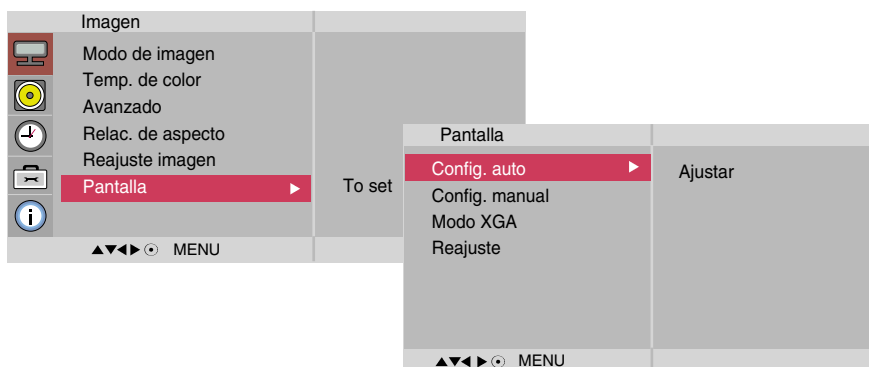 Imagen
Modo de imagen
Temp. de color
Avanzado
Relac. de aspecto
Reajuste imagen
Pantalla ▶ To set
▲▼◀▶⊙ MENU
Pantalla
Config. auto ▶ Ajustar
Config. manual
Modo XGA
Reajuste
▲▼◀▶⊙ MENU